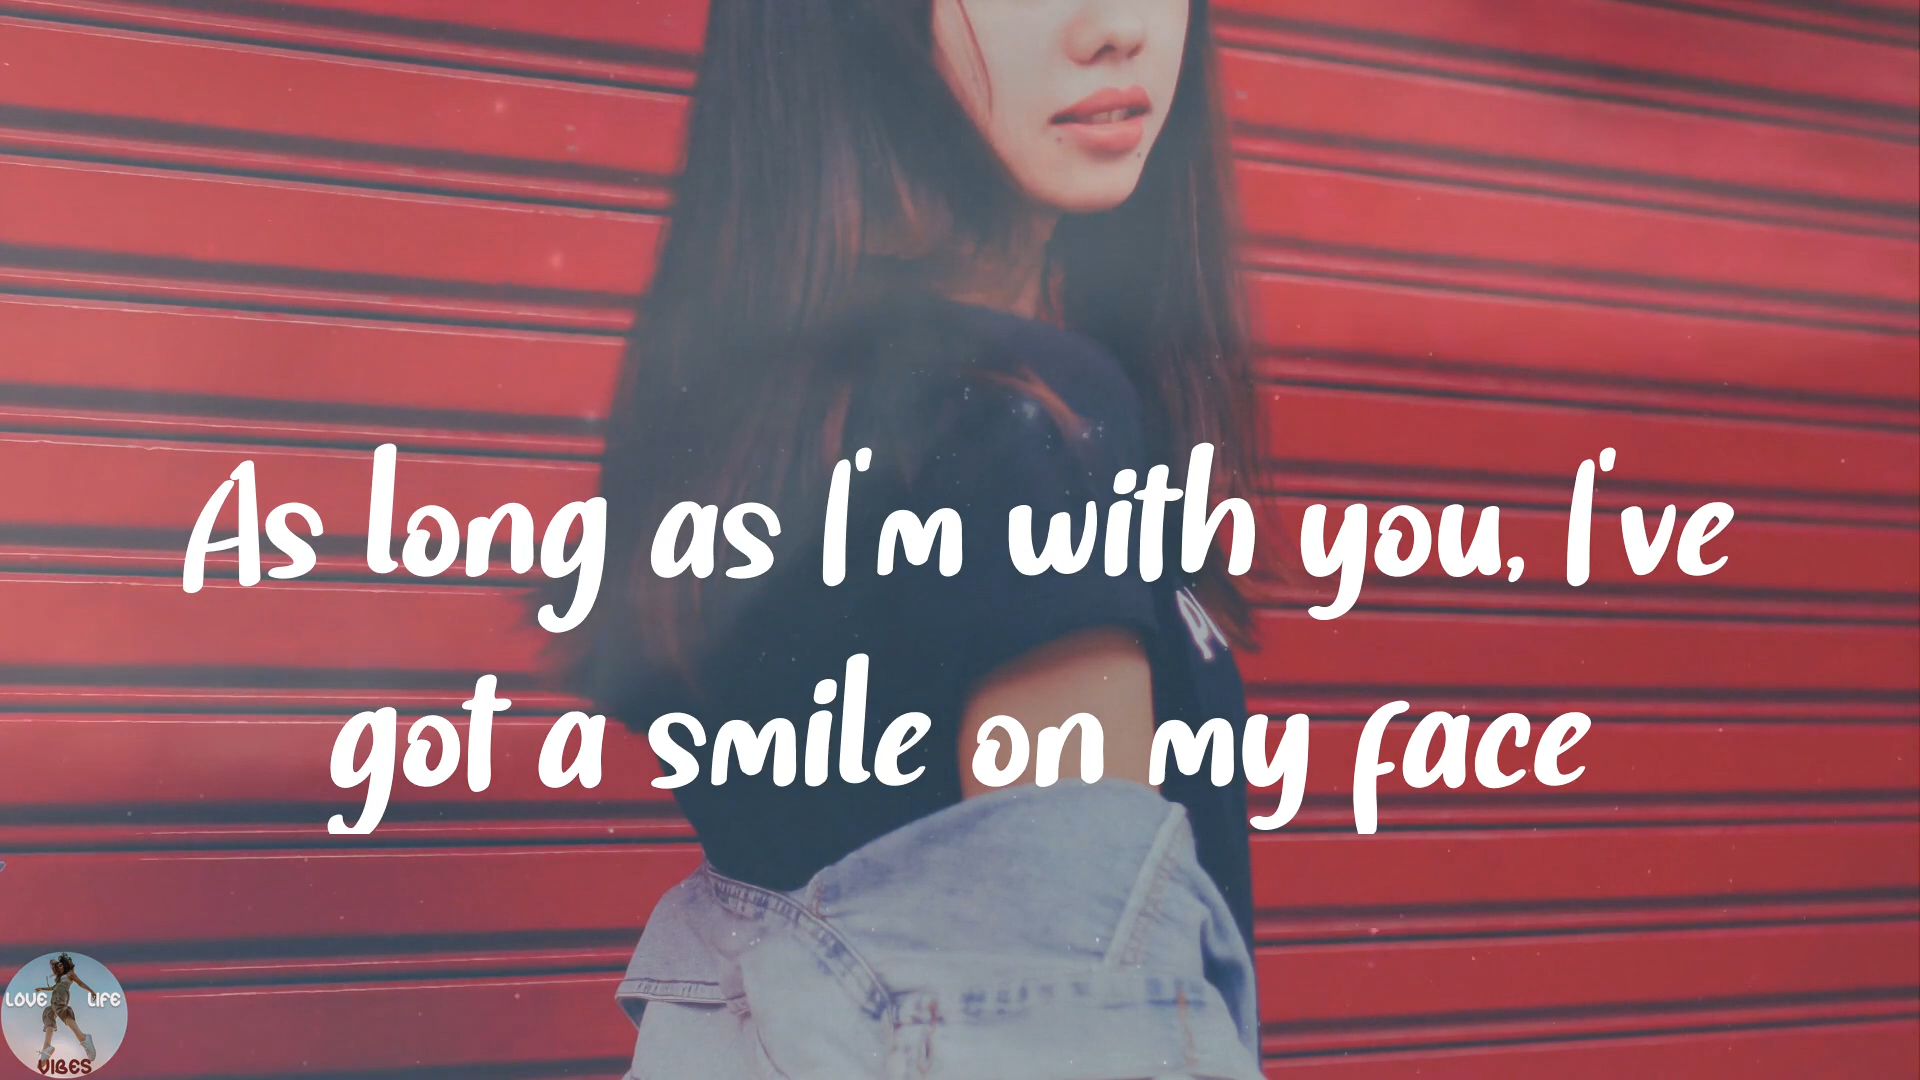 As long as I'm with you, I've
got a smile on my face
LOVE LIFE
VIBES